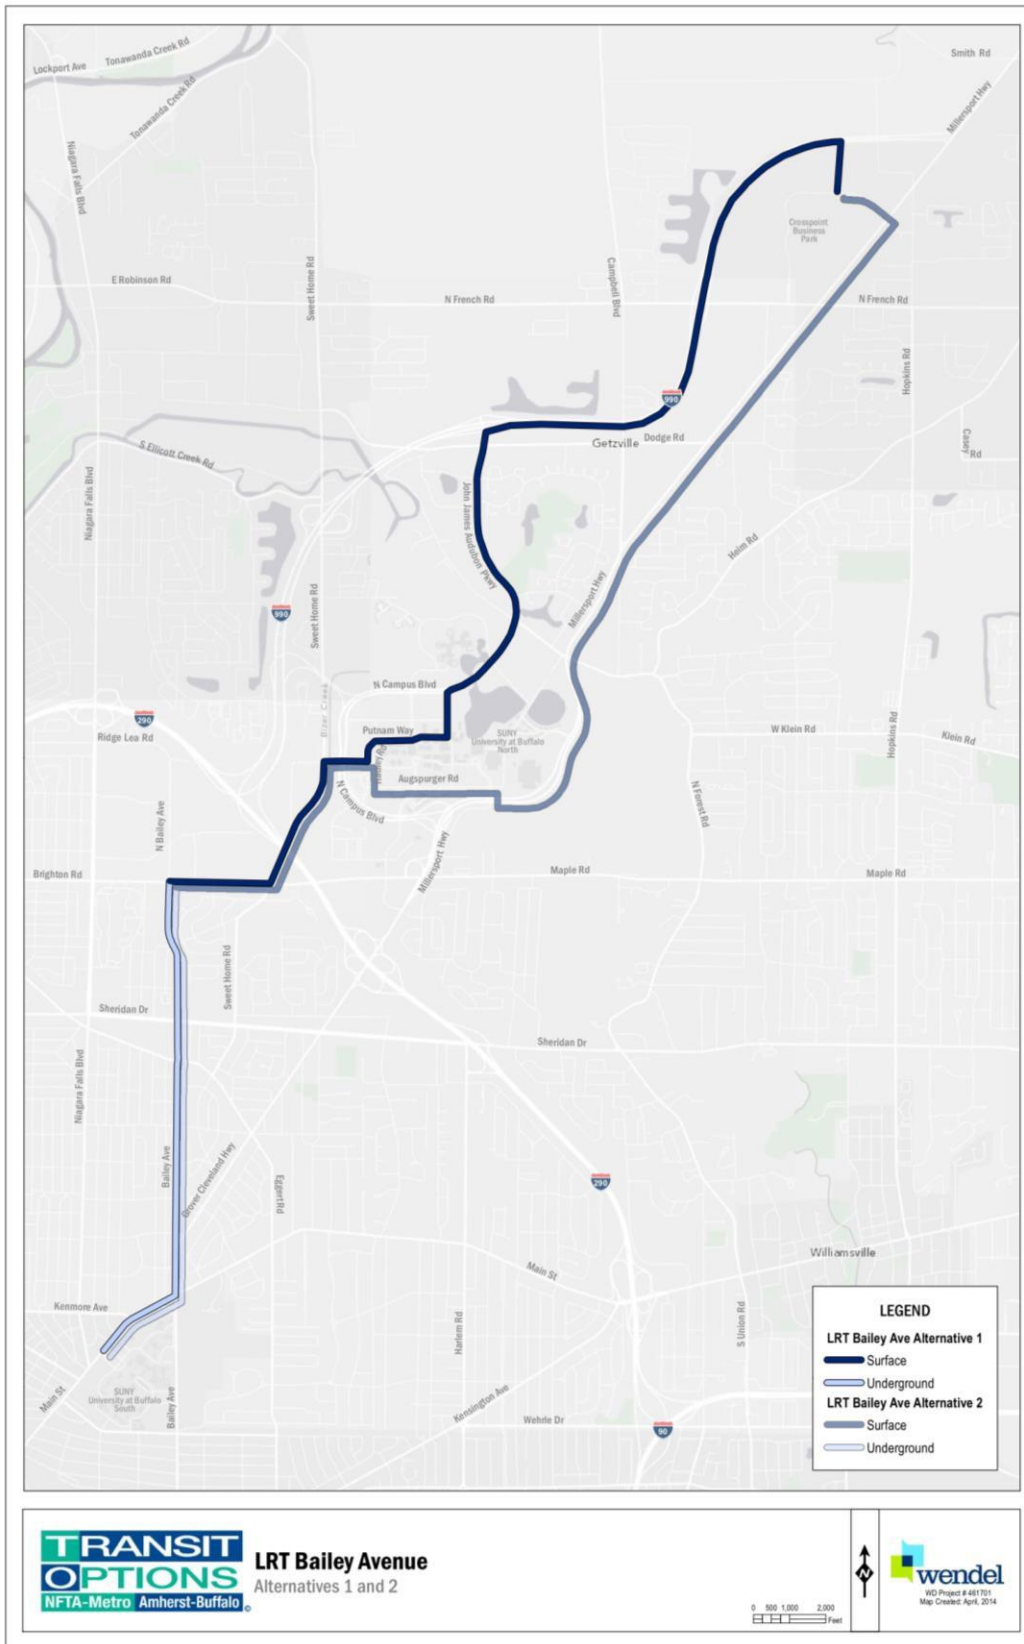 Smith Rd
Tonawanda Creek Rd
Lockport Ave
Millersport Hwy
Tonawanda Creek Rd
Niagara Falls Blvd
Crosspoint
Business
Park
Sweet Home Rd
Campbell Blvd
E Robinson Rd
N French Rd
N French Rd
Hopkins Rd
990
Getzville
Dodge Rd
Casey
Rd
S Ellicott Creek Rd
Niagara Falls Blvd
John James Audubon Pkwy
Heim Rd
Millersport Hwy
990
Sweet Home Rd
N Campus Blvd
Bizer Creek
290
Ridge Lea Rd
Putnam Way
SUNY
University at Buffalo
North
W Klein Rd
Hopkins Rd
Klein Rd
Hadley Rd
Augspurger Rd
N Campus Blvd
N Forest Rd
N Bailey Ave
Millersport Hwy
Brighton Rd
Maple Rd
Maple Rd
Sweet Home Rd
Sheridan Dr
Sheridan Dr
Niagara Falls Blvd
Bailey Ave
Grover Cleveland Hwy
Eggert Rd
290
Williamsville
Main St
Kenmore Ave
Harlem Rd
S Union Rd
Main St
SUNY
University at Buffalo
South
Bailey Ave
Kensington Ave
Wehrle Dr
90
LEGEND
LRT Bailey Ave Alternative 1
Surface
Underground
LRT Bailey Ave Alternative 2
Surface
Underground
TRANSIT
OPTIONS
NFTA-Metro Amherst-Buffalo
©
LRT Bailey Avenue
Alternatives 1 and 2
N
0 500 1,000 2,000
Feet
wendel
WD Project # 461701
Map Created: April, 2014